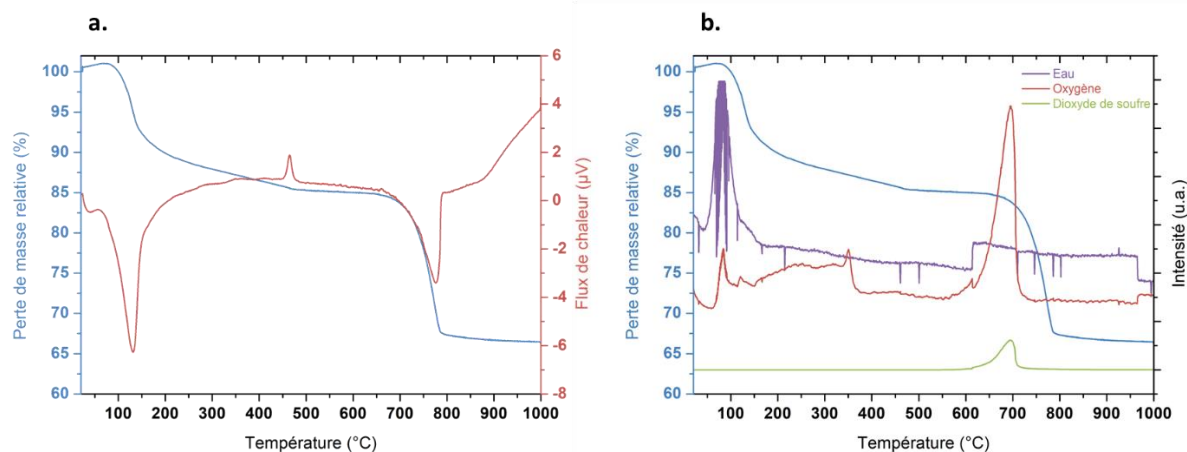 a.
Perte de masse relative (%)
100
95
90
85
80
75
70
65
60
6
4
2
0
-2
-4
-6
-8
Flux de chaleur (µV)
100 200 300 400 500 600 700 800 900 1000
Température (°C)
b.
Perte de masse relative (%)
100
95
90
85
80
75
70
65
60
Eau
Oxygène
Dioxyde de soufre
Intensité (u.a.)
100 200 300 400 500 600 700 800 900 1000
Température (°C)